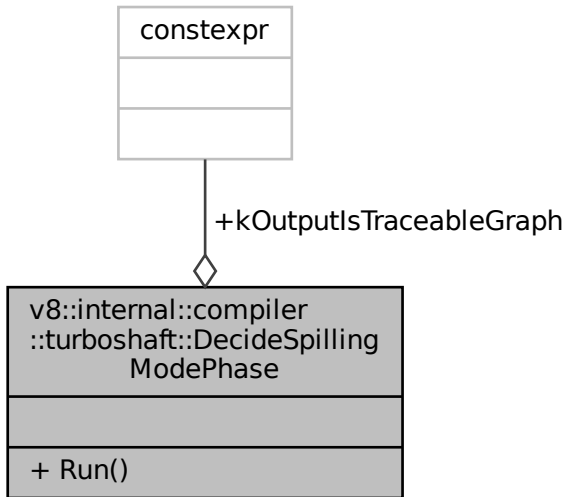 constexpr
+kOutputIsTraceableGraph
v8::internal::compiler
::turboshaft::DecideSpilling
ModePhase
+ Run()